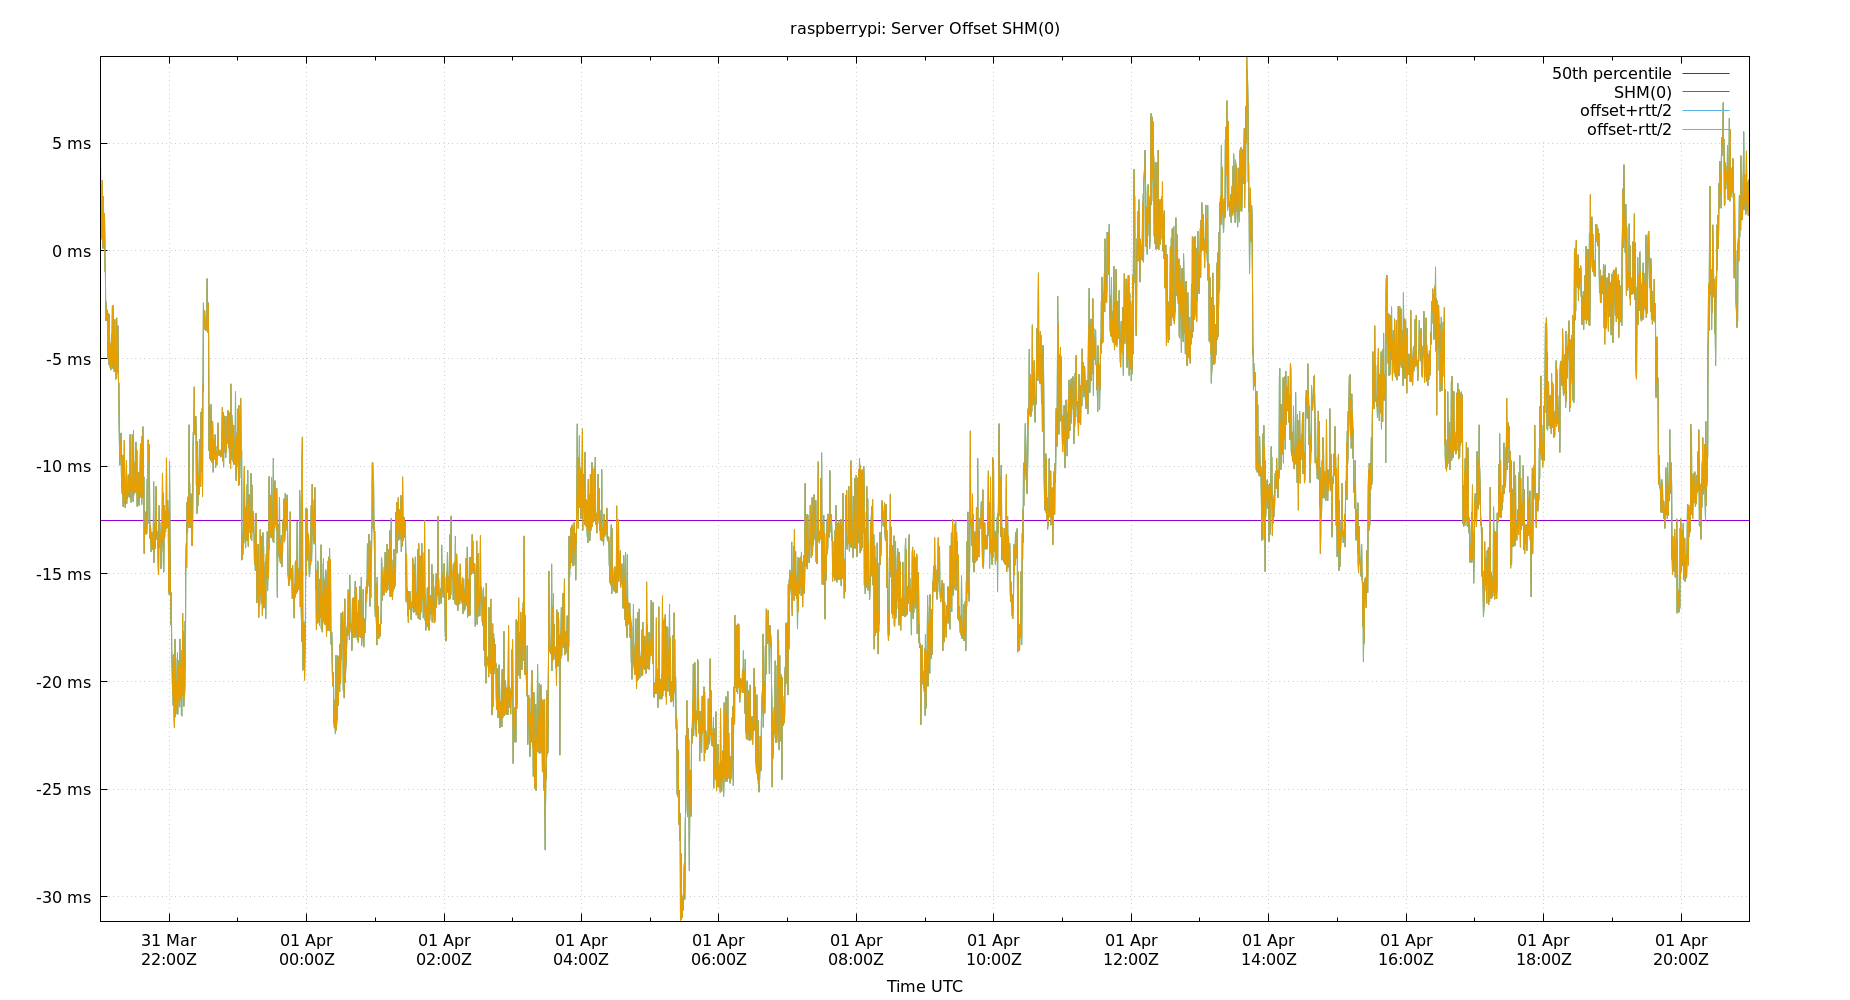 raspberrypi: Server Offset SHM(0)
50th percentile
SHM(0)
offset+rtt/2
offset-rtt/2
5 ms
0 ms
-5 ms
-10 ms
-15 ms
-20 ms
-25 ms
-30 ms
31 Mar 01 Apr 01 Apr 01 Apr 01 Apr 01 Apr 01 Apr 01 Apr 01 Apr 01 Apr 01 Apr 01 Apr
22:00Z 00:00Z 02:00Z 04:00Z 06:00Z 08:00Z 10:00Z 12:00Z 14:00Z 16:00Z 18:00Z 20:00Z
Time UTC